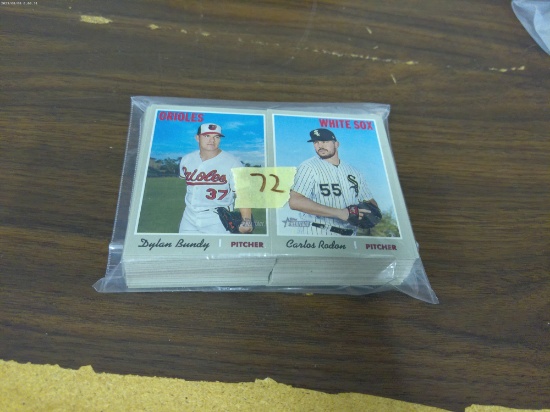 ORIOLES
WHITE SOX
Orioles
37
72
55
Dylan Bundy | PITCHER
Carlos Rodon | PITCHER